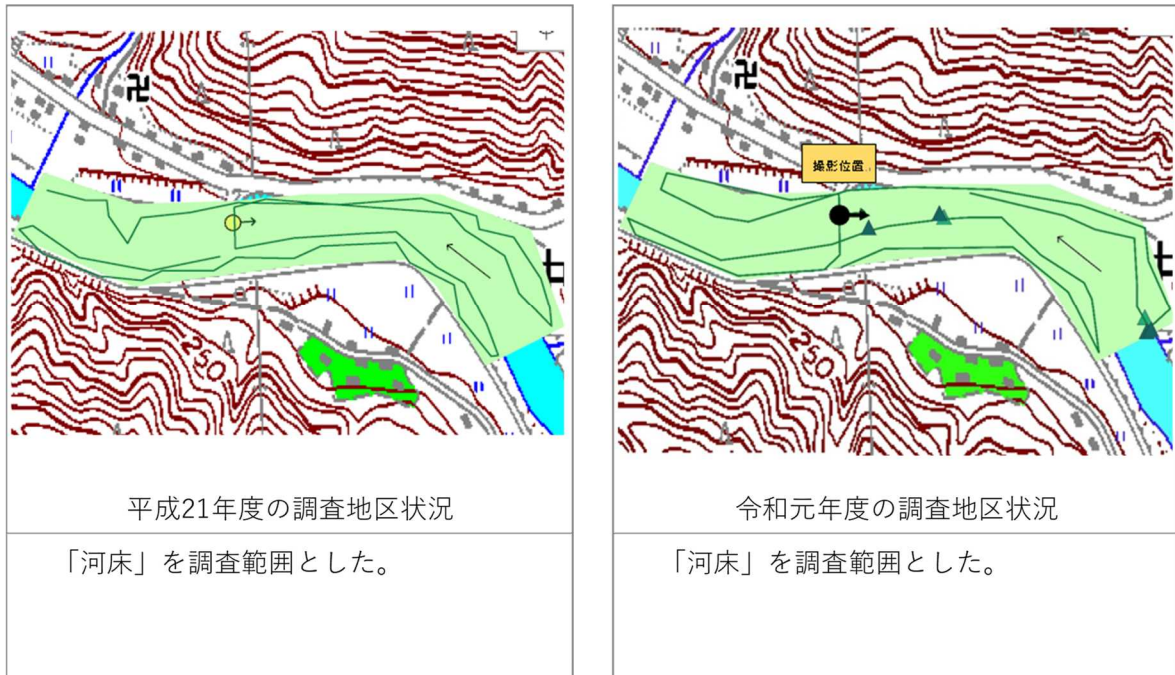 250
平成21年度の調査地区状況
「河床」を調査範囲とした。
撮影位置
250
令和元年度の調査地区状況
「河床」を調査範囲とした。